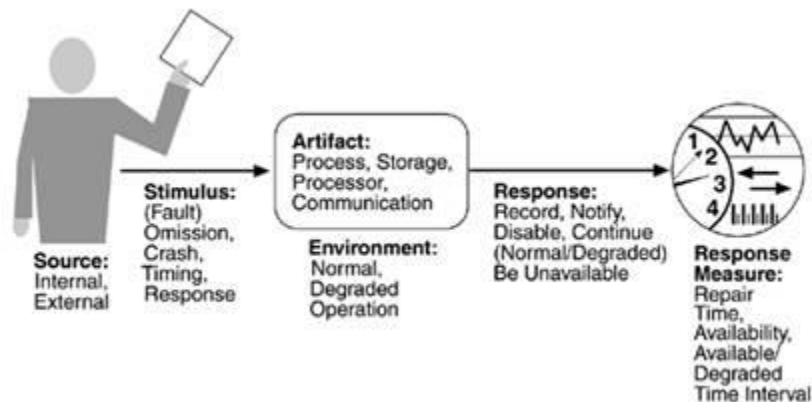 Source:
Internal,
External
Stimulus:
(Fault)
Omission,
Crash,
Timing,
Response
Artifact:
Process, Storage,
Processor,
Communication
Environment:
Normal,
Degraded
Operation
Response:
Record, Notify,
Disable, Continue
(Normal/Degraded)
Be Unavailable
1
2
3
4
Response
Measure:
Repair
Time,
Availability,
Available/
Degraded
Time Interval